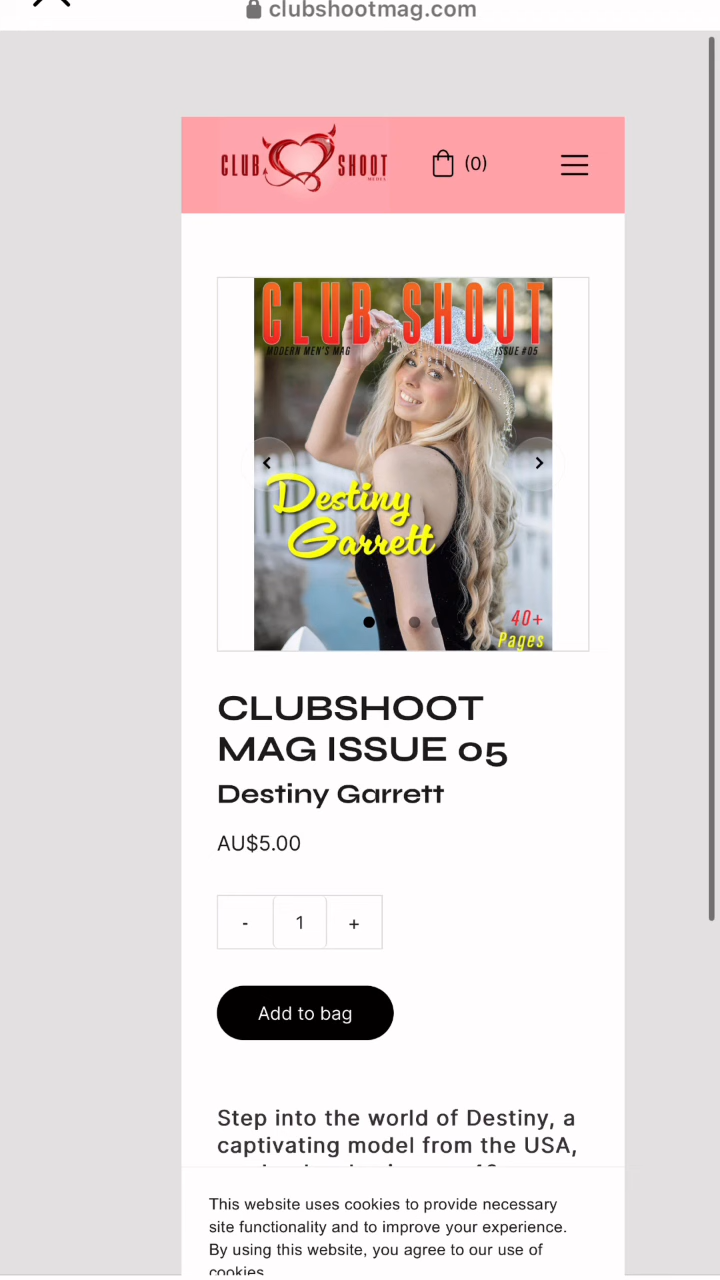 clubshootmag.com
CLUB SHOOT
MEDIA
(0)
CLUB SHOOT
MODERN MEN'S MAG
ISSUE #05
Destiny
Garrett
40+
Pages
CLUBSHOOT
MAG ISSUE 05
Destiny Garrett
AU$5.00
- 1 +
Add to bag
Step into the world of Destiny, a
captivating model from the USA,
This website uses cookies to provide necessary
site functionality and to improve your experience.
By using this website, you agree to our use of
cookies